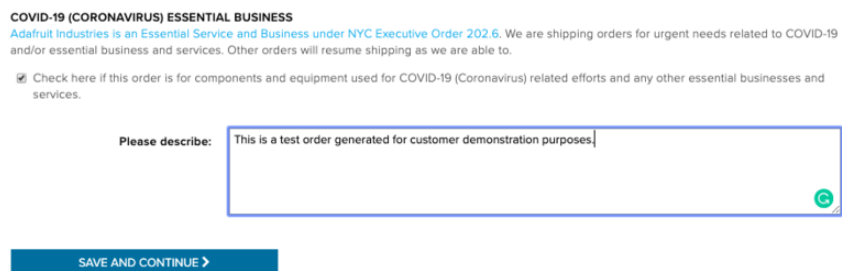 COVID-19 (CORONAVIRUS) ESSENTIAL BUSINESS
Adafruit Industries is an Essential Service and Business under NYC Executive Order 202.6. We are shipping orders for urgent needs related to COVID-19
and/or essential business and services. Other orders will resume shipping as we are able to.
Check here if this order is for components and equipment used for COVID-19 (Coronavirus) related efforts and any other essential businesses and
services.
Please describe: This is a test order generated for customer demonstration purposes.
SAVE AND CONTINUE